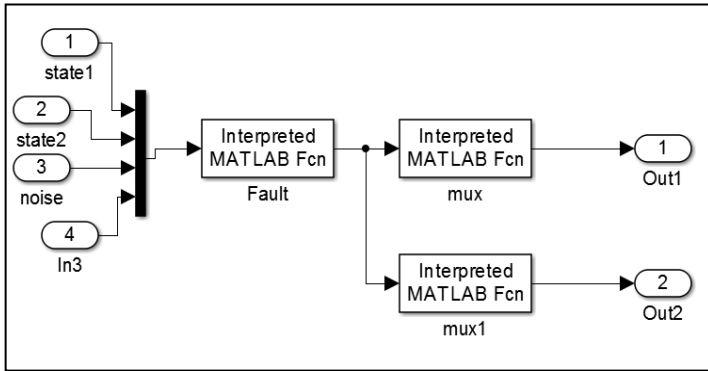 1
state1
2
state2
3
noise
4
In3
Interpreted
MATLAB Fcn
Fault
Interpreted
MATLAB Fcn
mux
Interpreted
MATLAB Fcn
mux1
1
Out1
2
Out2